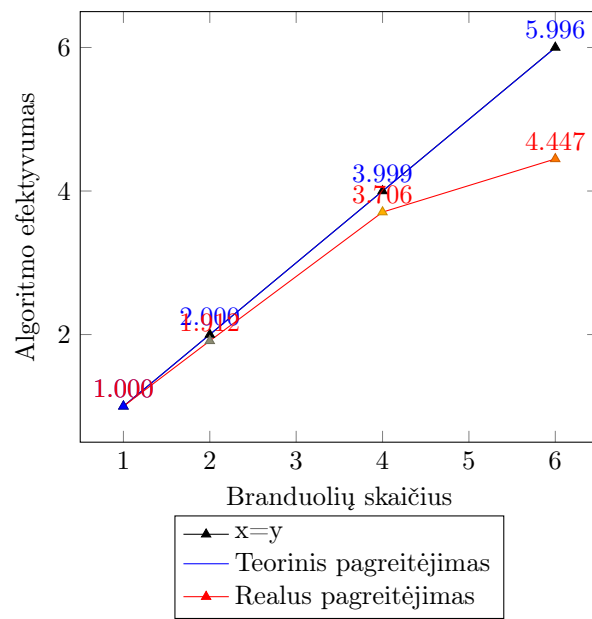 5.996
6
4.447
3.999
3.706
4
2.000
1.912
2
1.000
1 2 3 4 5 6
Algoritmo efektyvumas
Branduolių skaičius
x=y
Teorinis pagreitėjimas
Realus pagreitėjimas